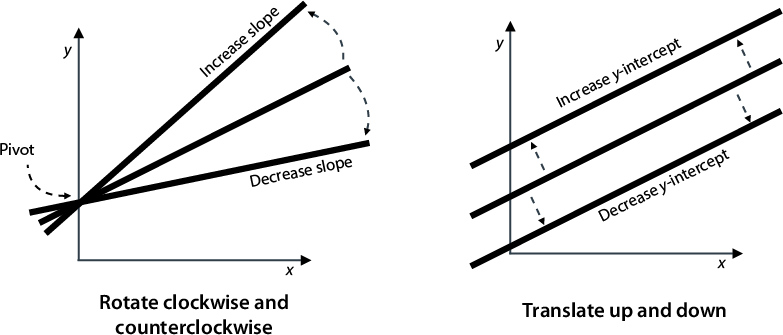 y
Increase slope
Pivot
Decrease slope
x
Rotate clockwise and
counterclockwise
y
Increase y-intercept
Decrease y-intercept
x
Translate up and down